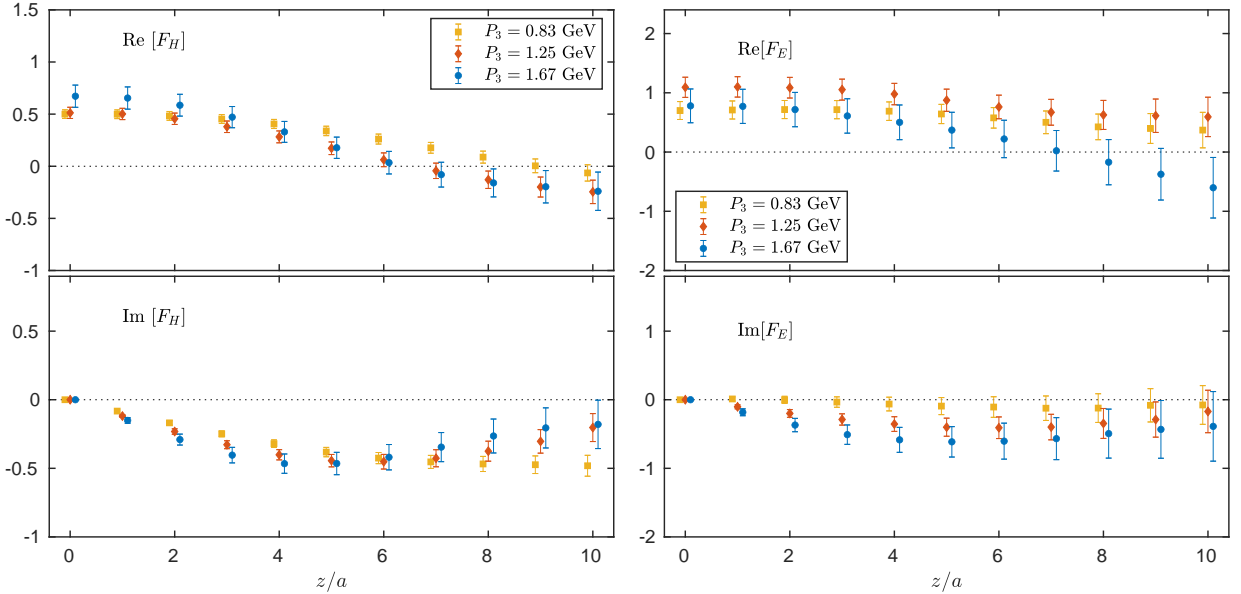 1.5
1
0.5
0
-0.5
-1
Re [F_H]
P_3 = 0.83 GeV
P_3 = 1.25 GeV
P_3 = 1.67 GeV
2
1
0
-1
-2
Re[F_E]
P_3 = 0.83 GeV
P_3 = 1.25 GeV
P_3 = 1.67 GeV
0.5
0
-0.5
-1
Im [F_H]
0 2 4 6 8 10
z/a
1
0
-1
-2
Im[F_E]
0 2 4 6 8 10
z/a